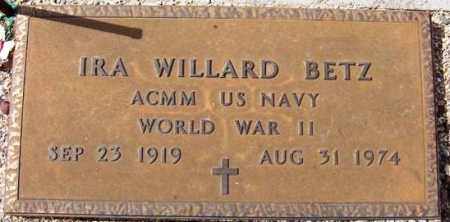 IRA WILLARD BETZ
ACMM US NAVY
WORLD WAR II
SEP 23 1919 AUG 31 1974